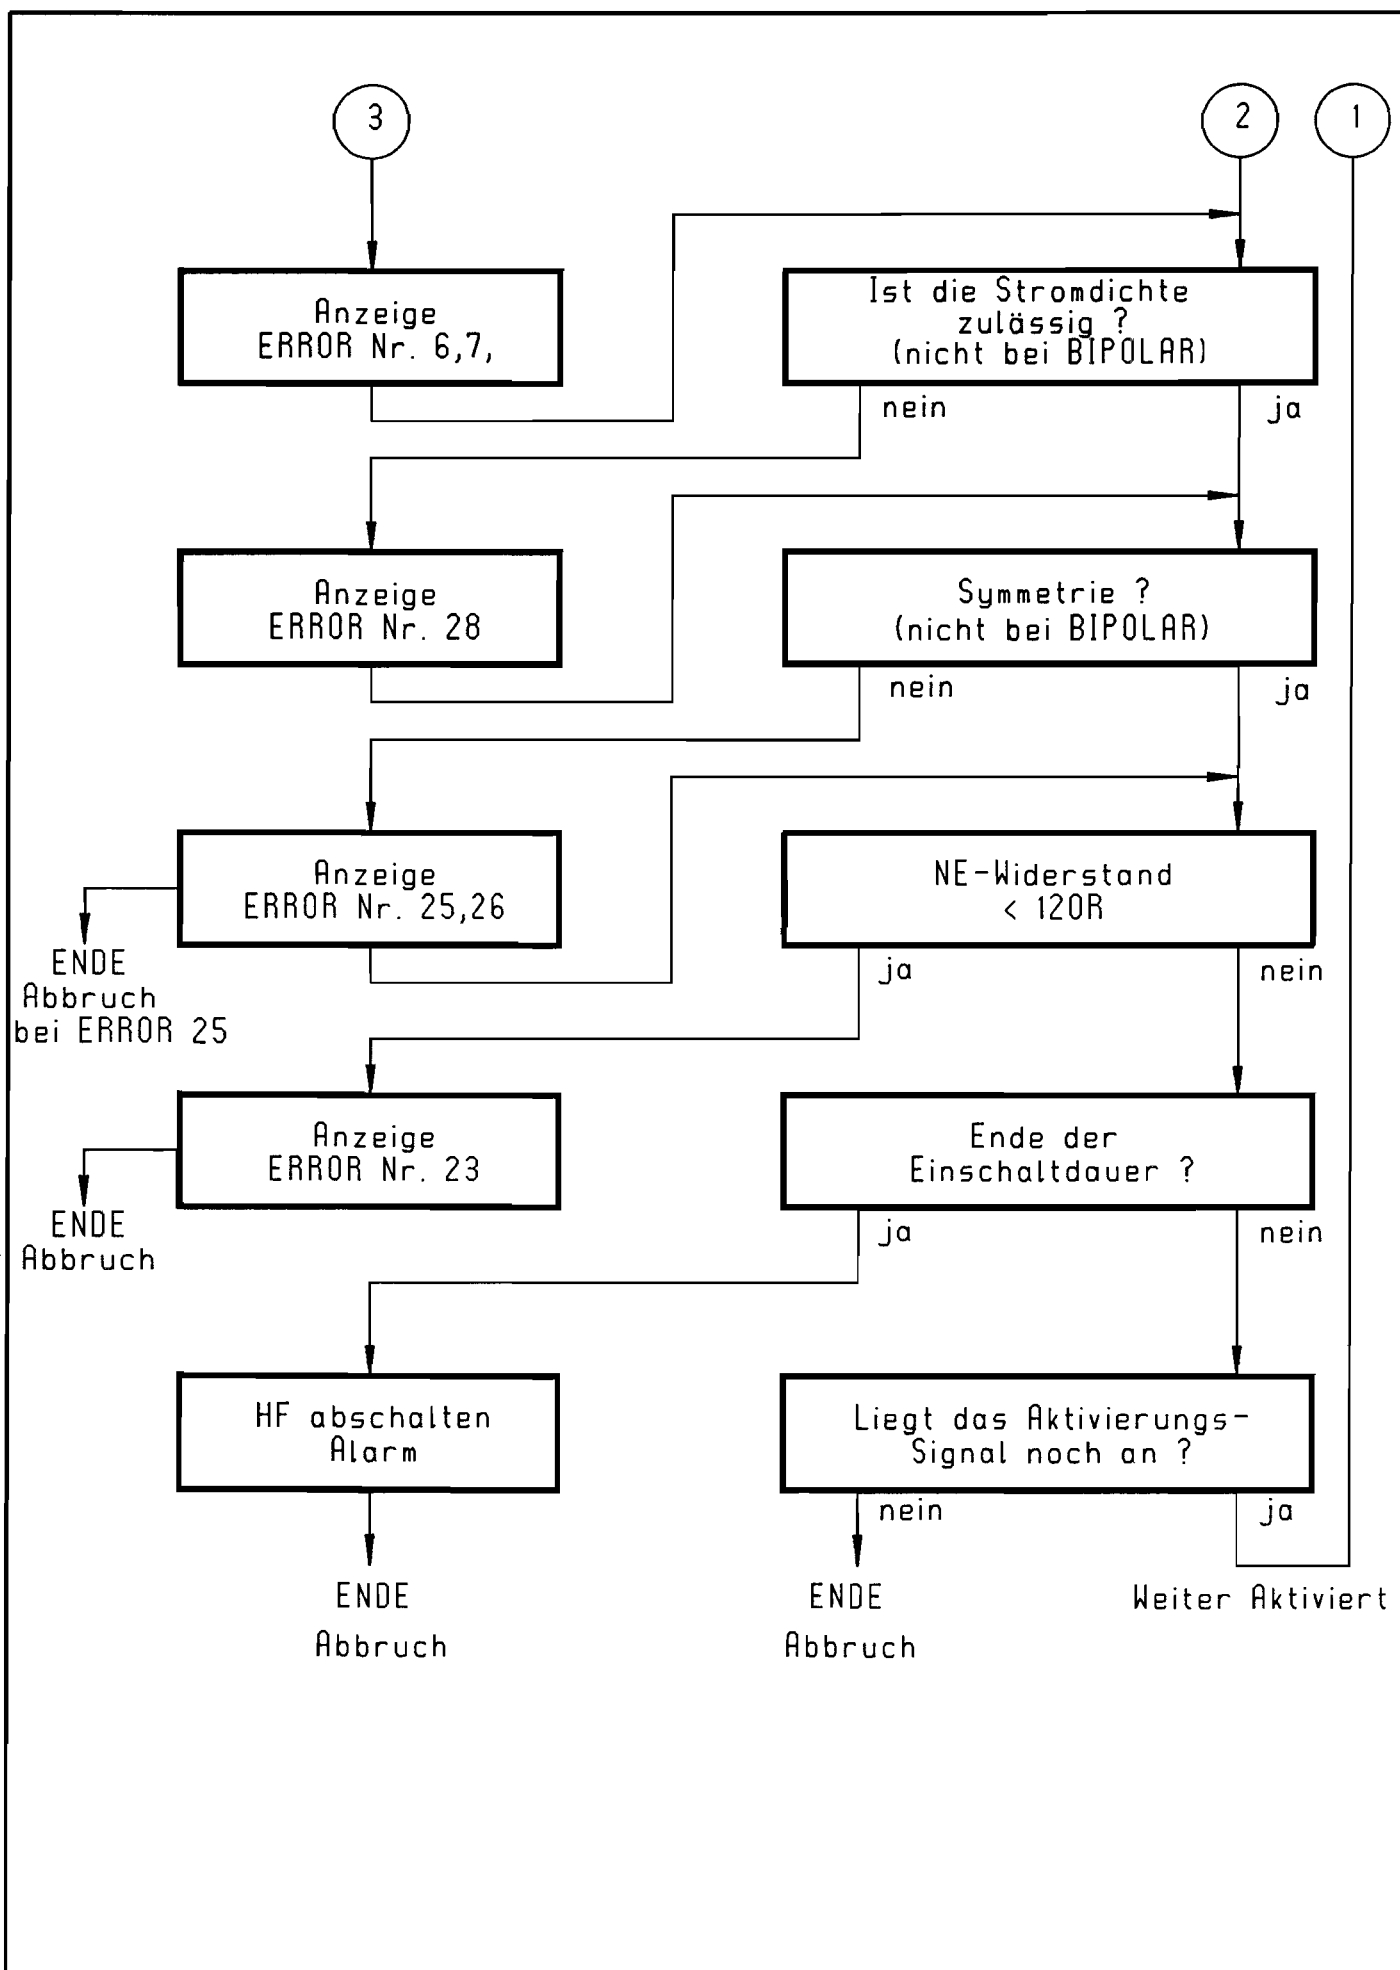 3
2
1
Anzeige
ERROR Nr. 6,7,
Ist die Stromdichte
zulässig ?
(nicht bei BIPOLAR)
nein
ja
Anzeige
ERROR Nr. 28
Symmetrie ?
(nicht bei BIPOLAR)
nein
ja
Anzeige
ERROR Nr. 25,26
NE-Widerstand
< 120R
ENDE
Abbruch
bei ERROR 25
ja
nein
Anzeige
ERROR Nr. 23
Ende der
Einschaltdauer ?
ENDE
Abbruch
ja
nein
HF abschalten
Alarm
Liegt das Aktivierungs-
Signal noch an ?
nein
ja
ENDE
Abbruch
ENDE
Abbruch
Weiter Aktiviert